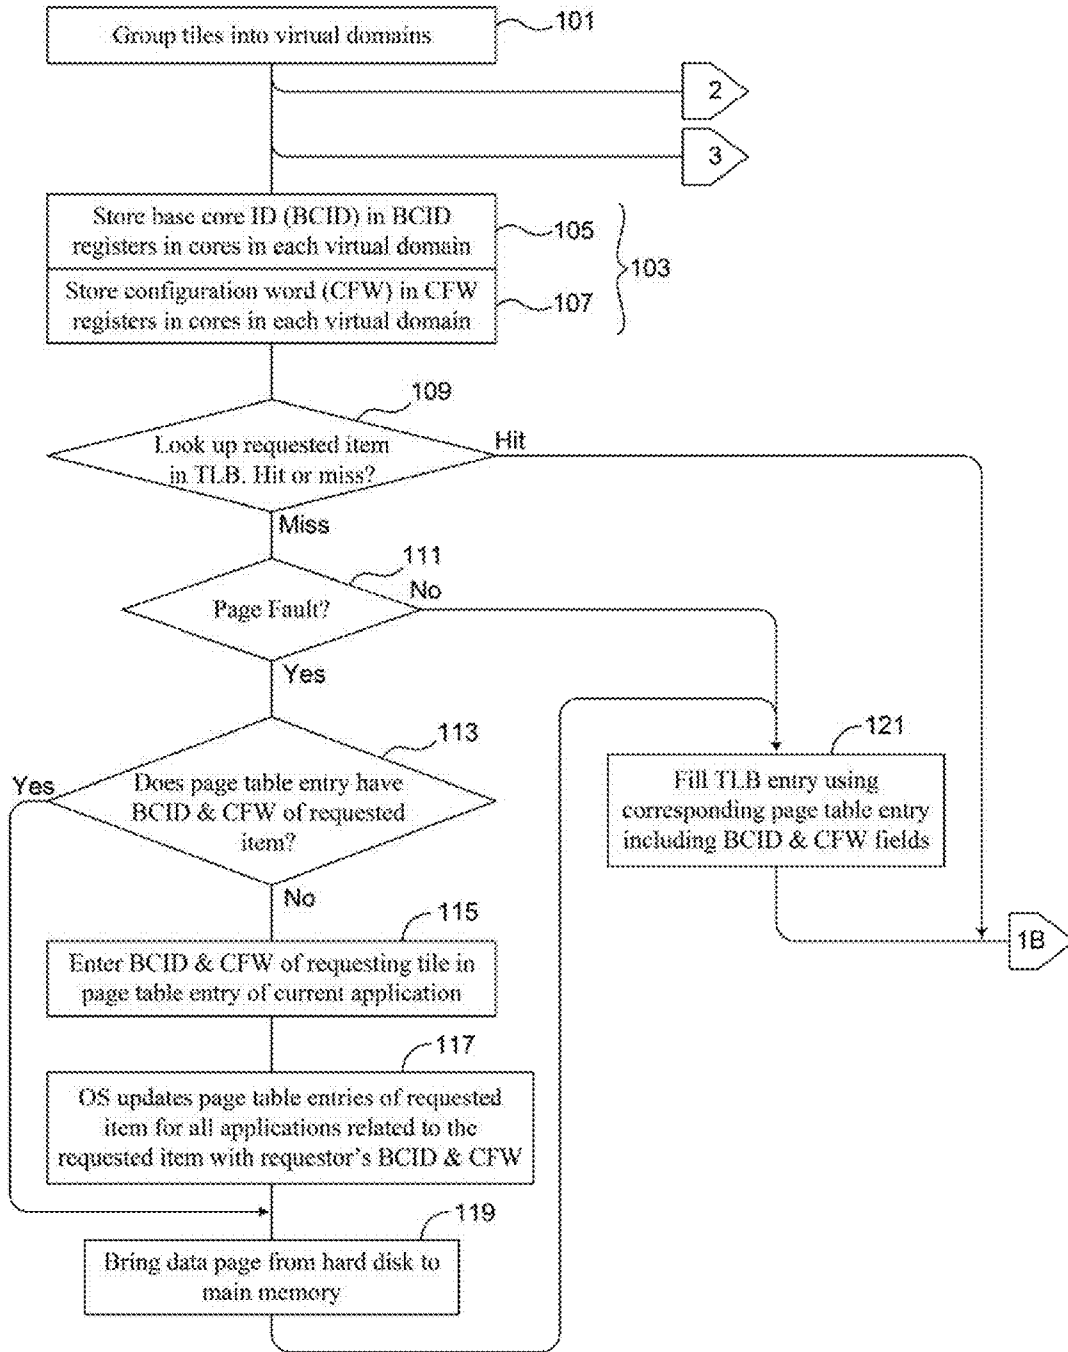 Group tiles into virtual domains
101
2
3
Store base core ID (BCID) in BCID
registers in cores in each virtual domain
105
103
Store configuration word (CFW) in CFW
registers in cores in each virtual domain
107
109
Look up requested item
in TLB. Hit or miss?
Hit
Miss
111
Page Fault?
No
Yes
113
Yes
Does page table entry have
BCID & CFW of requested
item?
No
121
Fill TLB entry using
corresponding page table entry
including BCID & CFW fields
1B
115
Enter BCID & CFW of requesting tile in
page table entry of current application
117
OS updates page table entries of requested
item for all applications related to the
requested item with requestor's BCID & CFW
119
Bring data page from hard disk to
main memory